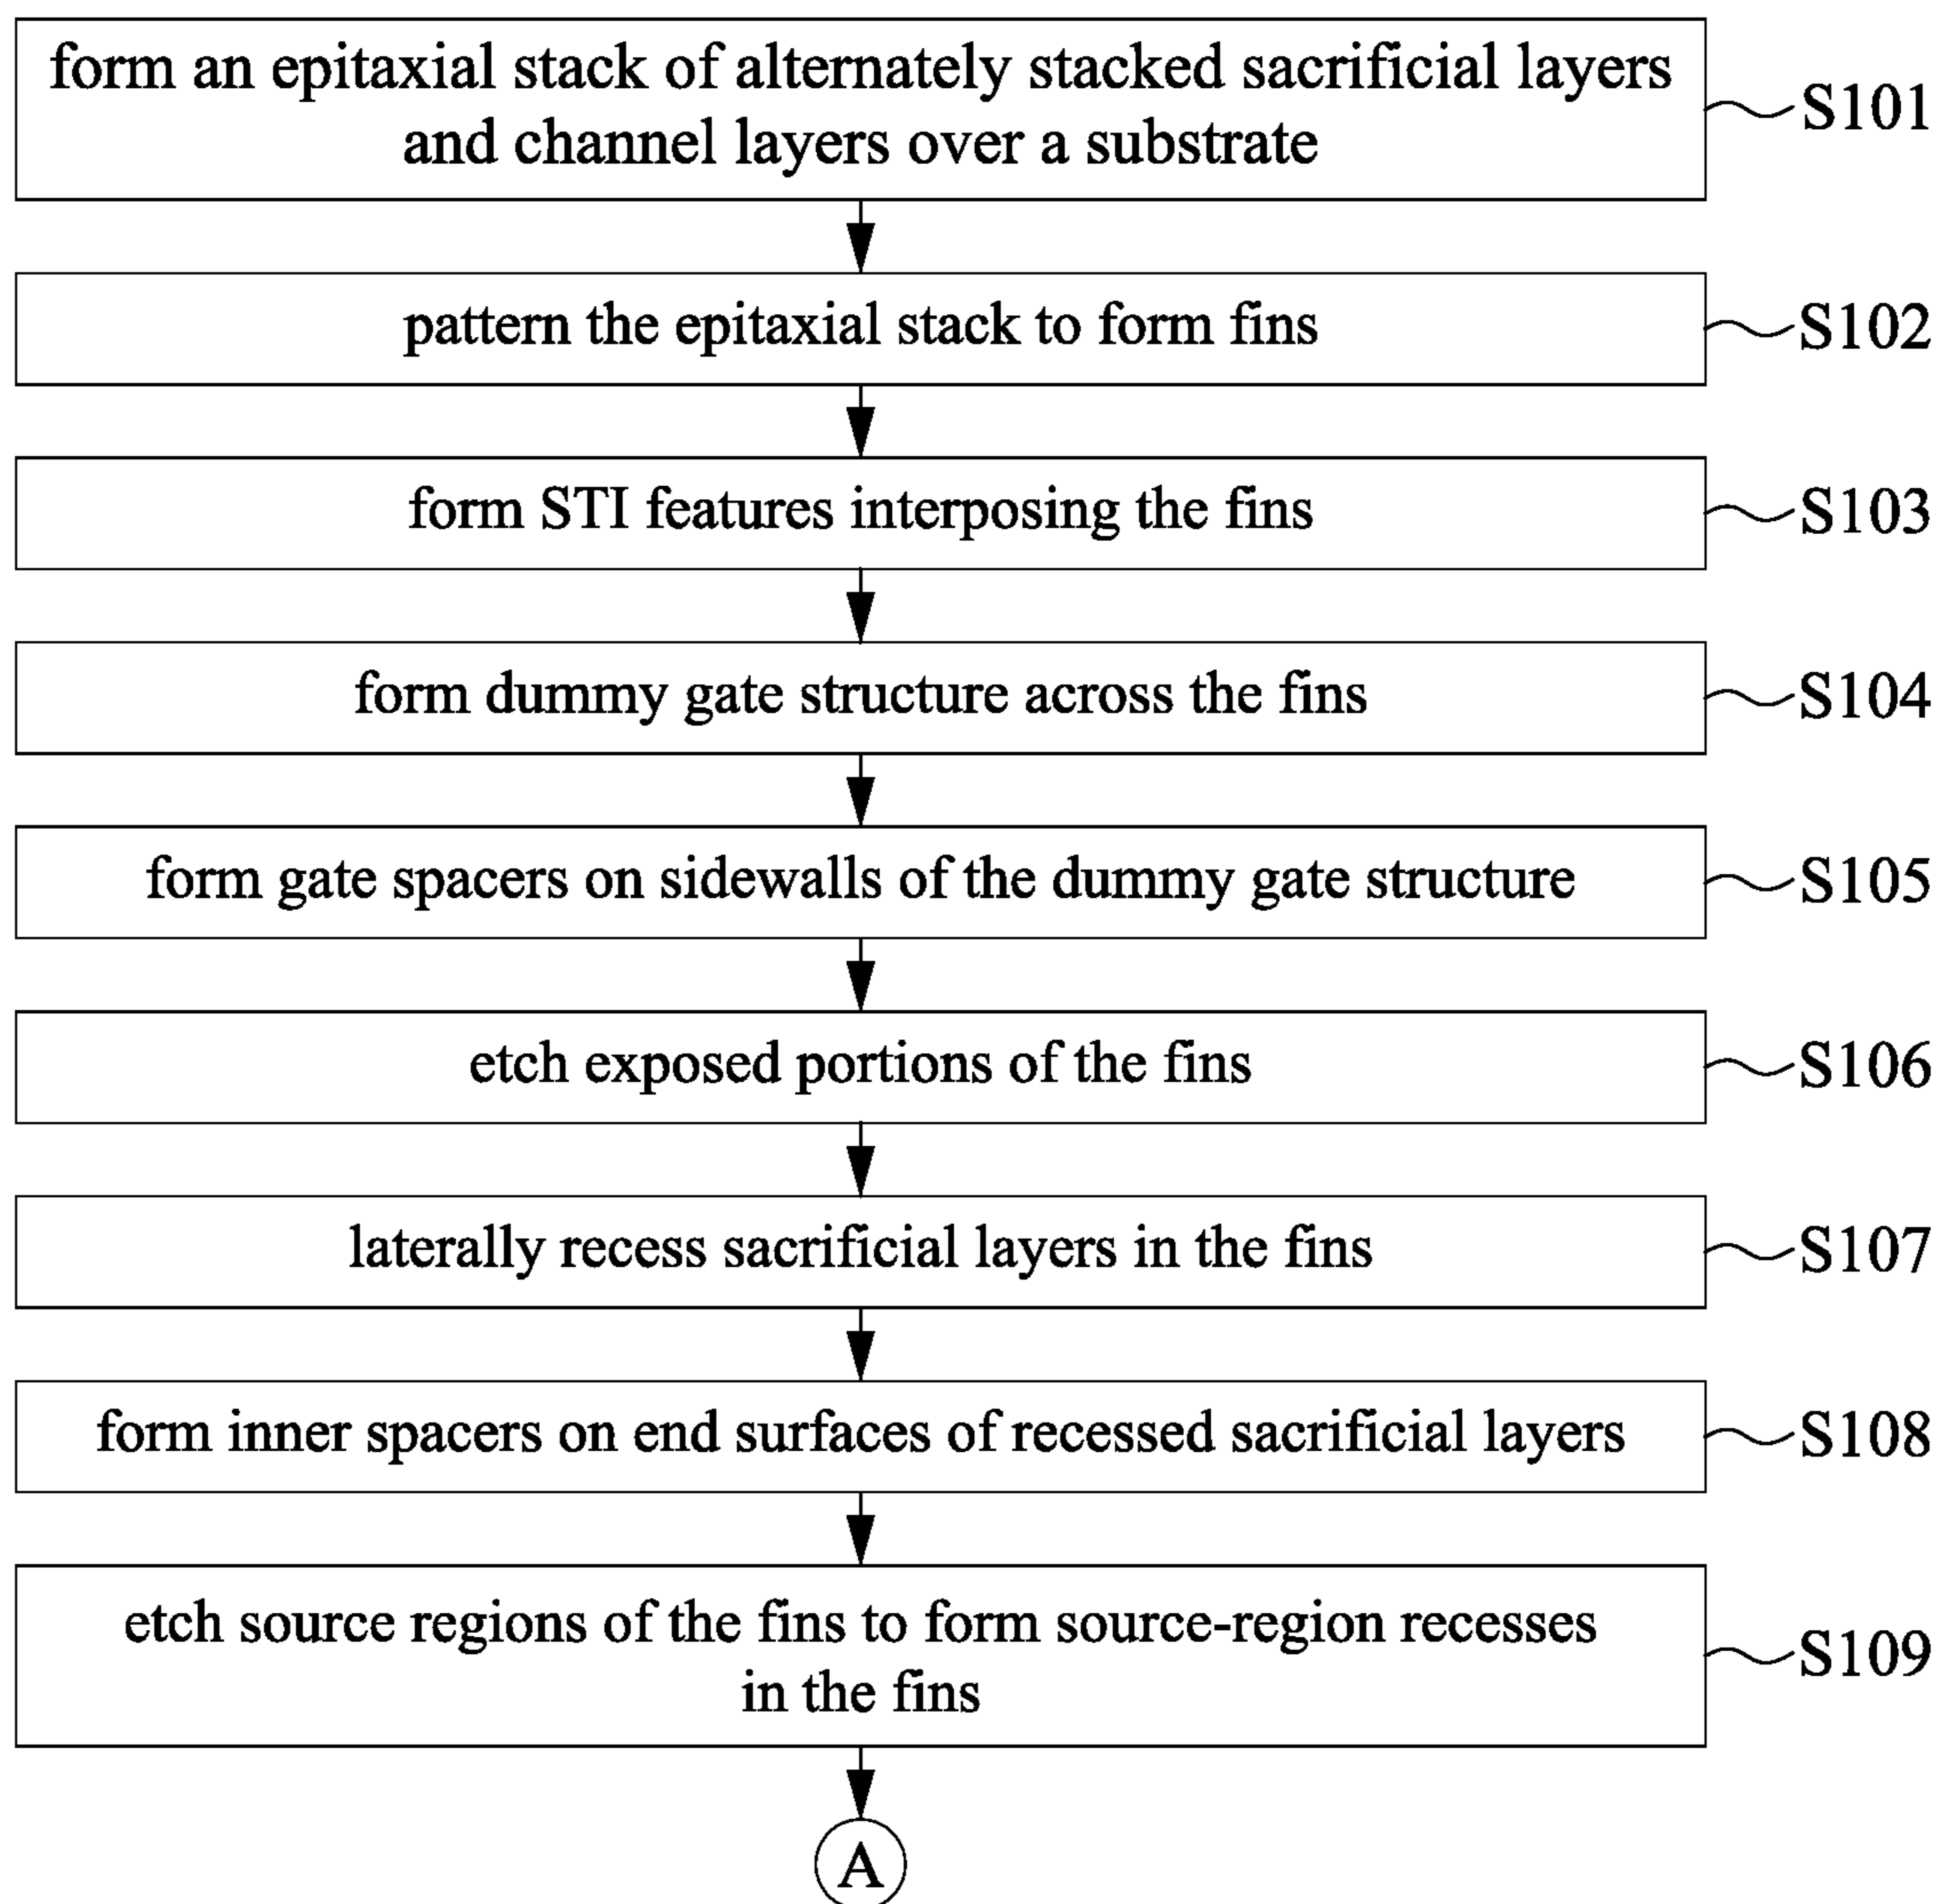 form an epitaxial stack of alternately stacked sacrificial layers
and channel layers over a substrate
S101
pattern the epitaxial stack to form fins
S102
form STI features interposing the fins
S103
form dummy gate structure across the fins
S104
form gate spacers on sidewalls of the dummy gate structure
S105
etch exposed portions of the fins
S106
laterally recess sacrificial layers in the fins
S107
form inner spacers on end surfaces of recessed sacrificial layers
S108
etch source regions of the fins to form source-region recesses
in the fins
S109
A